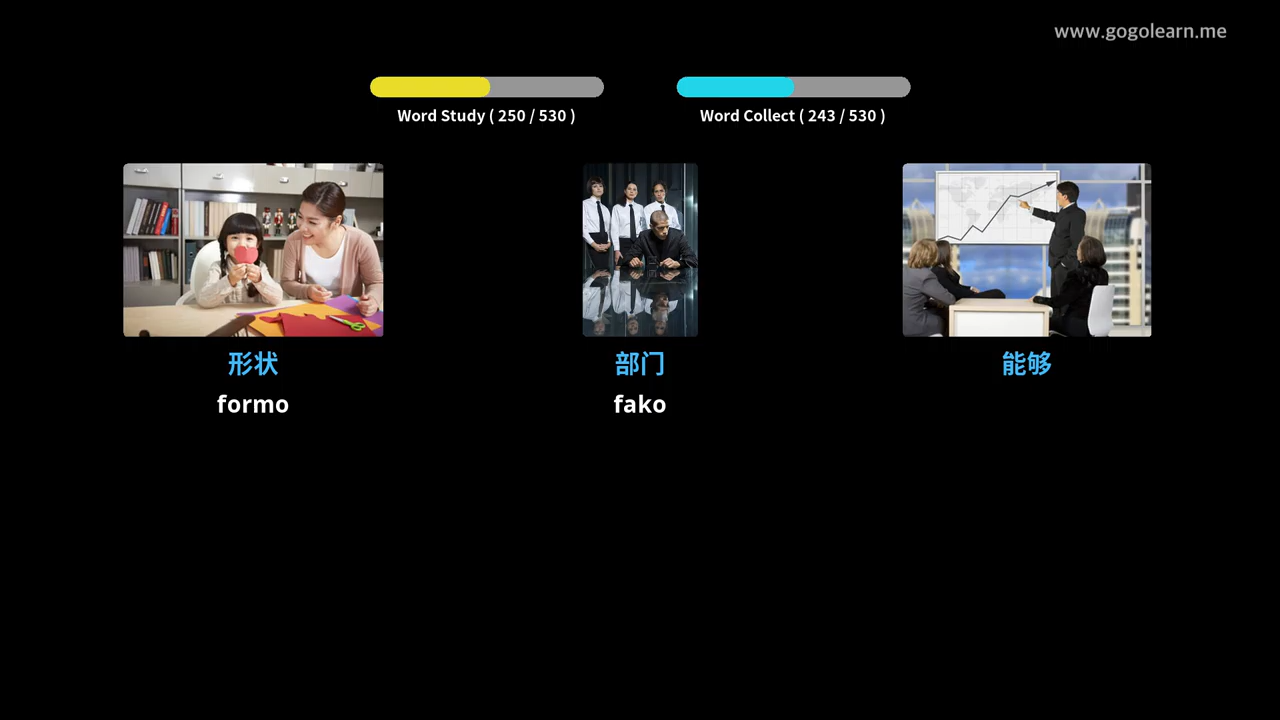 www.gogolearn.me
Word Study ( 250 / 530 )
Word Collect ( 243 / 530 )
形状
部门
能够
formo
fako